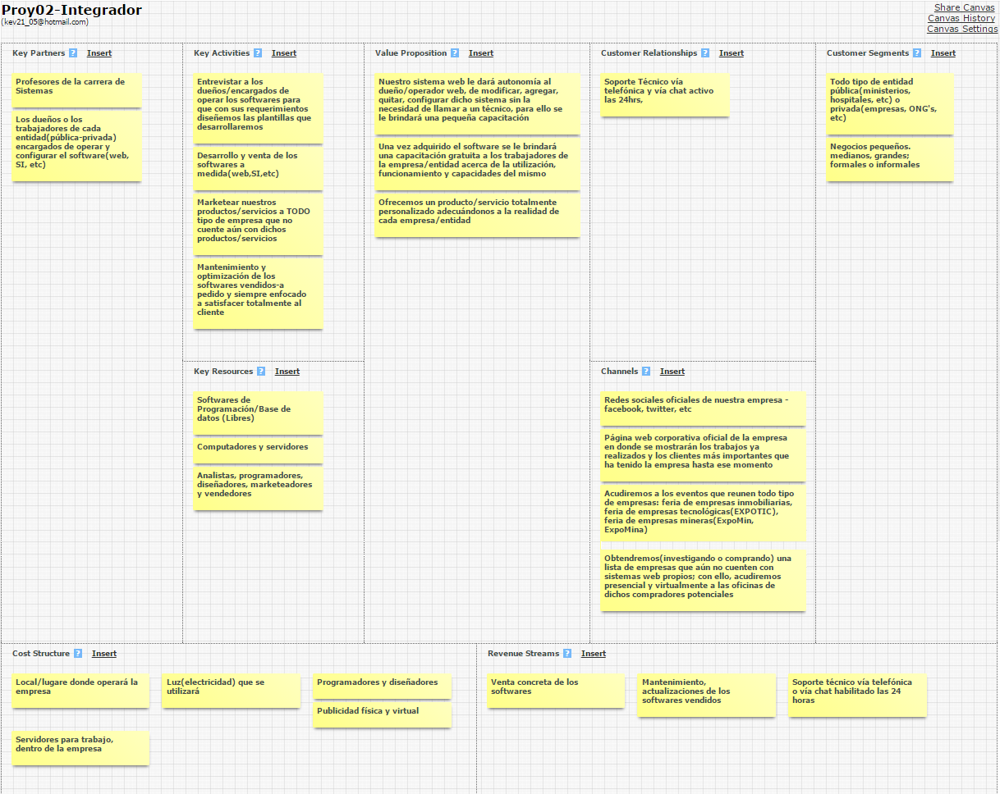 Proy02-Integrador
(kev21_05@hotmail.com)
Share Canvas
Canvas History
Canvas Settings
Key Partners ? Insert
Profesores de la carrera de
Sistemas
Los dueños o los
trabajadores de cada
entidad(pública-privada)
encargados de operar y
configurar el software(web,
SI, etc)
Key Activities ? Insert
Entrevistar a los
dueños/encargados de
operar los softwares para
que con sus requerimientos
diseñemos las plantillas que
desarrollaremos
Desarrollo y venta de los
softwares a
medida(web,SI,etc)
Marketear nuestros
productos/servicios a TODO
tipo de empresa que no
cuente aún con dichos
productos/servicios
Mantenimiento y
optimización de los
softwares vendidos-a
pedido y siempre enfocado
a satisfacer totalmente al
cliente
Key Resources ? Insert
Softwares de
Programación/Base de
datos (Libres)
Computadores y servidores
Analistas, programadores,
diseñadores, marketeadores
y vendedores
Value Proposition ? Insert
Nuestro sistema web le dará autonomía al
dueño/operador web, de modificar, agregar,
quitar, configurar dicho sistema sin la
necesidad de llamar a un técnico, para ello se
le brindará una pequeña capacitación
Una vez adquirido el software se le brindará
una capacitación gratuita a los trabajadores de
la empresa/entidad acerca de la utilización,
funcionamiento y capacidades del mismo
Ofrecemos un producto/servicio totalmente
personalizado adecuándonos a la realidad de
cada empresa/entidad
Customer Relationships ? Insert
Soporte Técnico vía
telefónica y vía chat activo
las 24hrs,
Channels ? Insert
Redes sociales oficiales de nuestra empresa -
facebook, twitter, etc
Página web corporativa oficial de la empresa
en donde se mostrarán los trabajos ya
realizados y los clientes más importantes que
ha tenido la empresa hasta ese momento
Acudiremos a los eventos que reunen todo tipo
de empresas: feria de empresas inmobiliarias,
feria de empresas tecnológicas(EXPOTIC),
feria de empresas mineras(ExpoMin,
ExpoMina)
Obtendremos(investigando o comprando) una
lista de empresas que aún no cuenten con
sistemas web propios; con ello, acudiremos
presencial y virtualmente a las oficinas de
dichos compradores potenciales
Customer Segments ? Insert
Todo tipo de entidad
pública(ministerios,
hospitales, etc) o
privada(empresas, ONG's,
etc)
Negocios pequeños.
medianos, grandes;
formales o informales
Cost Structure ? Insert
Local/lugare donde operará la
empresa
Luz(electricidad) que se
utilizará
Programadores y diseñadores
Publicidad física y virtual
Servidores para trabajo,
dentro de la empresa
Revenue Streams ? Insert
Venta concreta de los
softwares
Mantenimiento,
actualizaciones de los
softwares vendidos
Soporte técnico vía telefónica
o vía chat habilitado las 24
horas